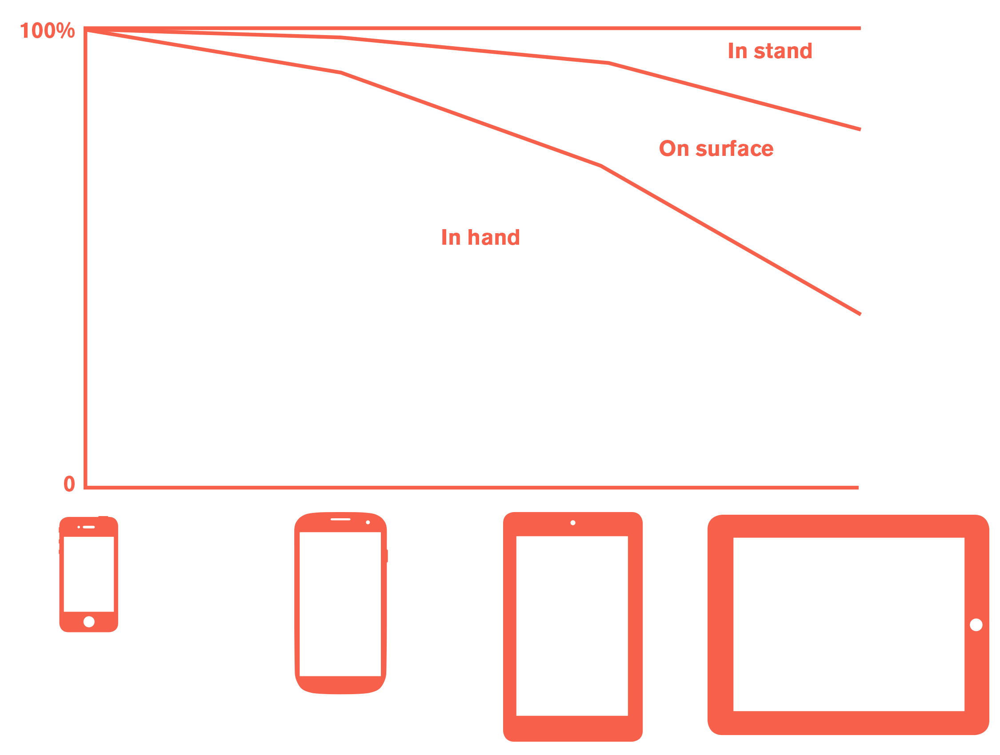 100%
In stand
On surface
In hand
0